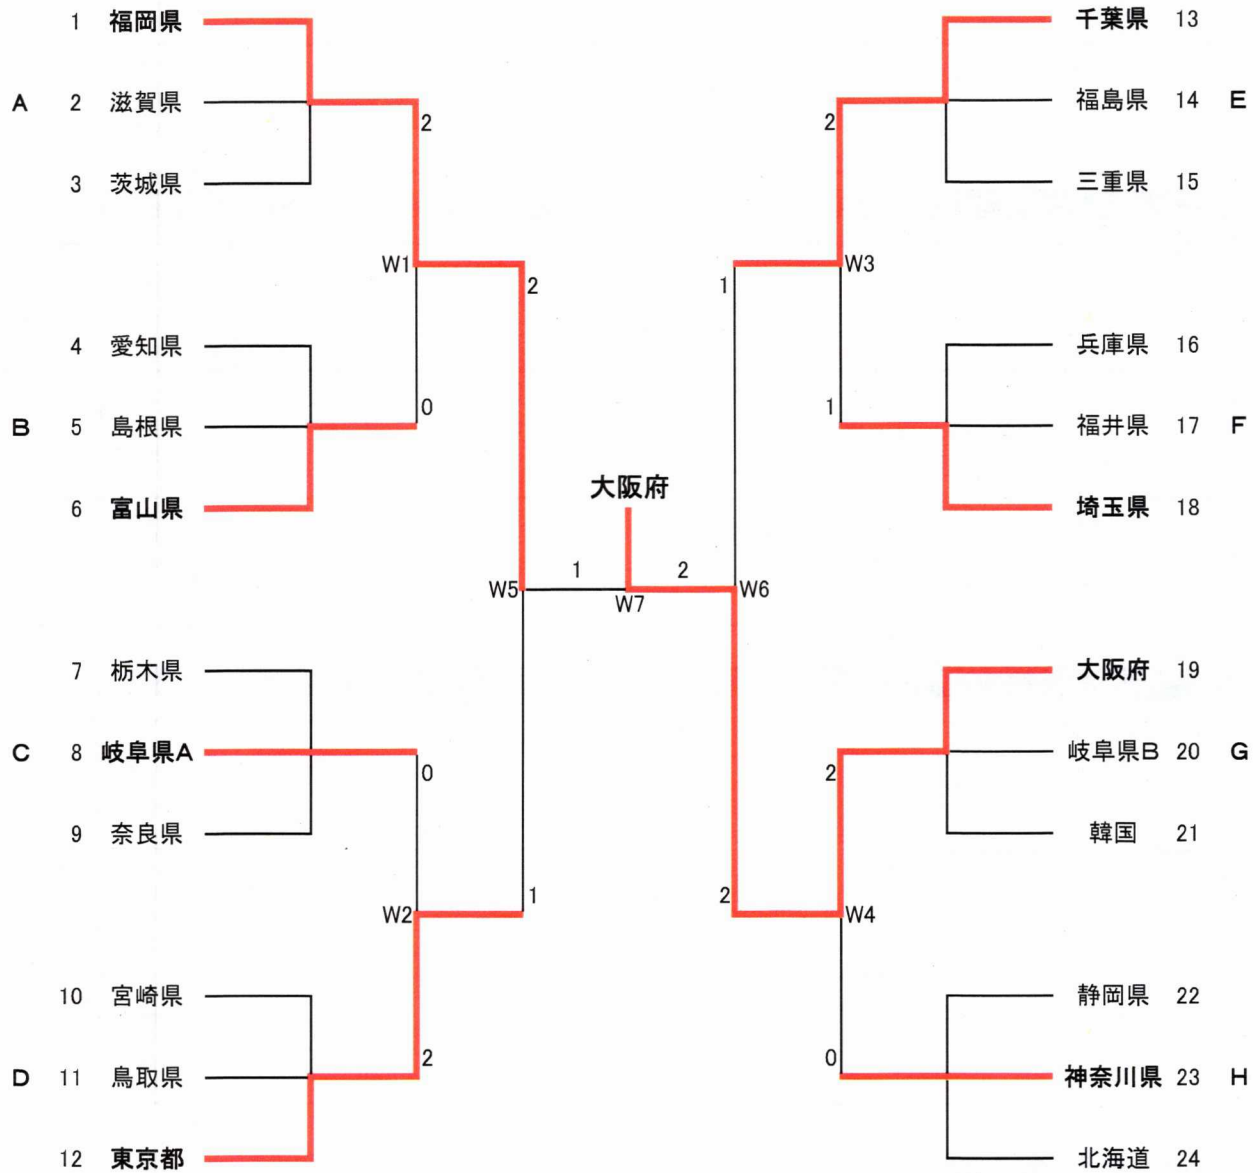 1 福岡県
A 2 滋賀県
3 茨城県
4 愛知県
B 5 島根県
6 富山県
7 栃木県
C 8 岐阜県A
9 奈良県
10 宮崎県
D 11 鳥取県
12 東京都
2
W1
0
2
0
W2
2
W5
1
1
大阪府
W7
2
W6
1
2
2
W3
1
2
W4
0
千葉県 13
福島県 14 E
三重県 15
兵庫県 16
福井県 17 F
埼玉県 18
大阪府 19
岐阜県B 20 G
韓国 21
静岡県 22
神奈川県 23 H
北海道 24